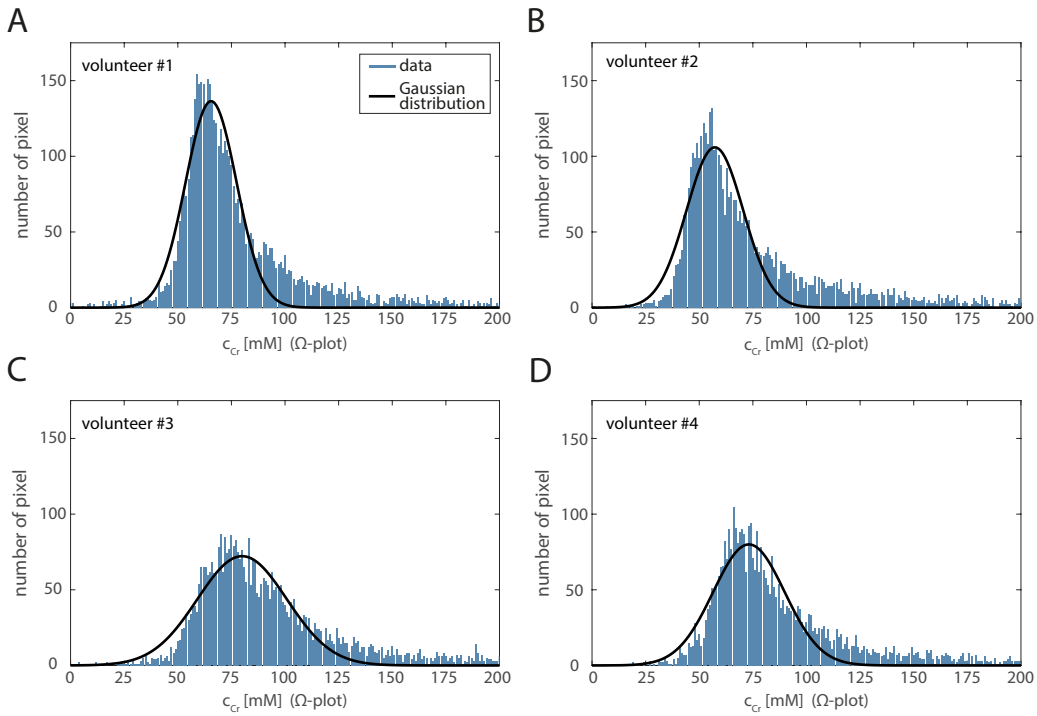 A
volunteer #1
data
Gaussian
distribution
number of pixel
150
100
50
0
0 25 50 75 100 125 150 175 200
c_Cr [mM] (Ω-plot)
B
volunteer #2
number of pixel
150
100
50
0
0 25 50 75 100 125 150 175 200
c_Cr [mM] (Ω-plot)
C
volunteer #3
number of pixel
150
100
50
0
0 25 50 75 100 125 150 175 200
c_Cr [mM] (Ω-plot)
D
volunteer #4
number of pixel
150
100
50
0
0 25 50 75 100 125 150 175 200
c_Cr [mM] (Ω-plot)